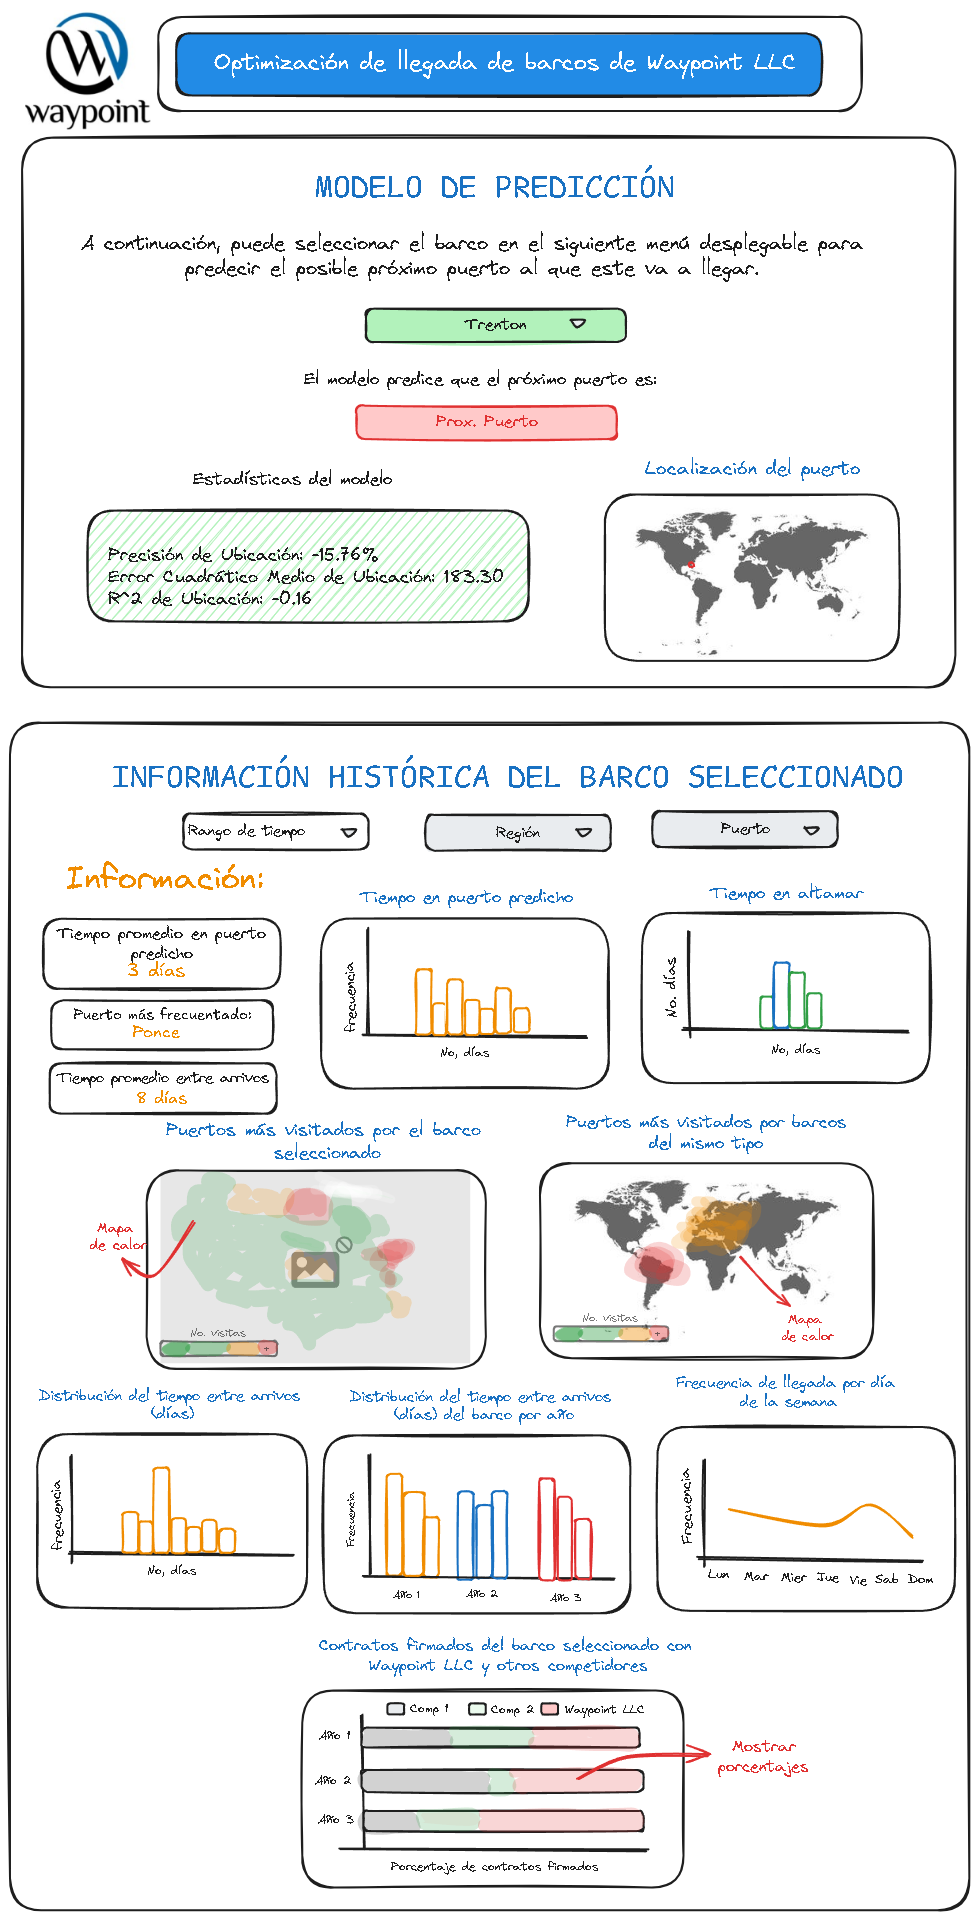 waypoint
Optimización de llegada de barcos de Waypoint LLC
MODELO DE PREDICCIÓN
A continuación, puede seleccionar el barco en el siguiente menú desplegable para
predecir el posible próximo puerto al que este va a llegar.
Trenton
El modelo predice que el próximo puerto es:
Prox. Puerto
Estadísticas del modelo
Localización del puerto
Precisión de Ubicación: -15.76%
Error Cuadrático Medio de Ubicación: 183.30
R^2 de Ubicación: -0.16
INFORMACIÓN HISTÓRICA DEL BARCO SELECCIONADO
Rango de tiempo
Región
Puerto
Información:
Tiempo promedio en puerto
predicho
3 días
Puerto más frecuentado:
Ponce
Tiempo promedio entre arrivos
8 días
Tiempo en puerto predicho
frecuencia
No, días
Tiempo en altamar
No. días
No, días
Puertos más visitados por el barco
seleccionado
Mapa
de calor
No. visitas
+
Puertos más visitados por barcos
del mismo tipo
No. visitas
- +
Mapa
de calor
Distribución del tiempo entre arrivos
(días)
frecuencia
No, días
Distribución del tiempo entre arrivos
(días) del barco por año
Frecuencia
Año 1 Año 2 Año 3
Frecuencia de llegada por día
de la semana
Frecuencia
Lun Mar Mier Jue Vie Sab Dom
Contratos firmados del barco seleccionado con
Waypoint LLC y otros competidores
Comp 1 Comp 2 Waypoint LLC
Año 1
Año 2
Año 3
Porcentaje de contratos firmados
Mostrar
porcentajes